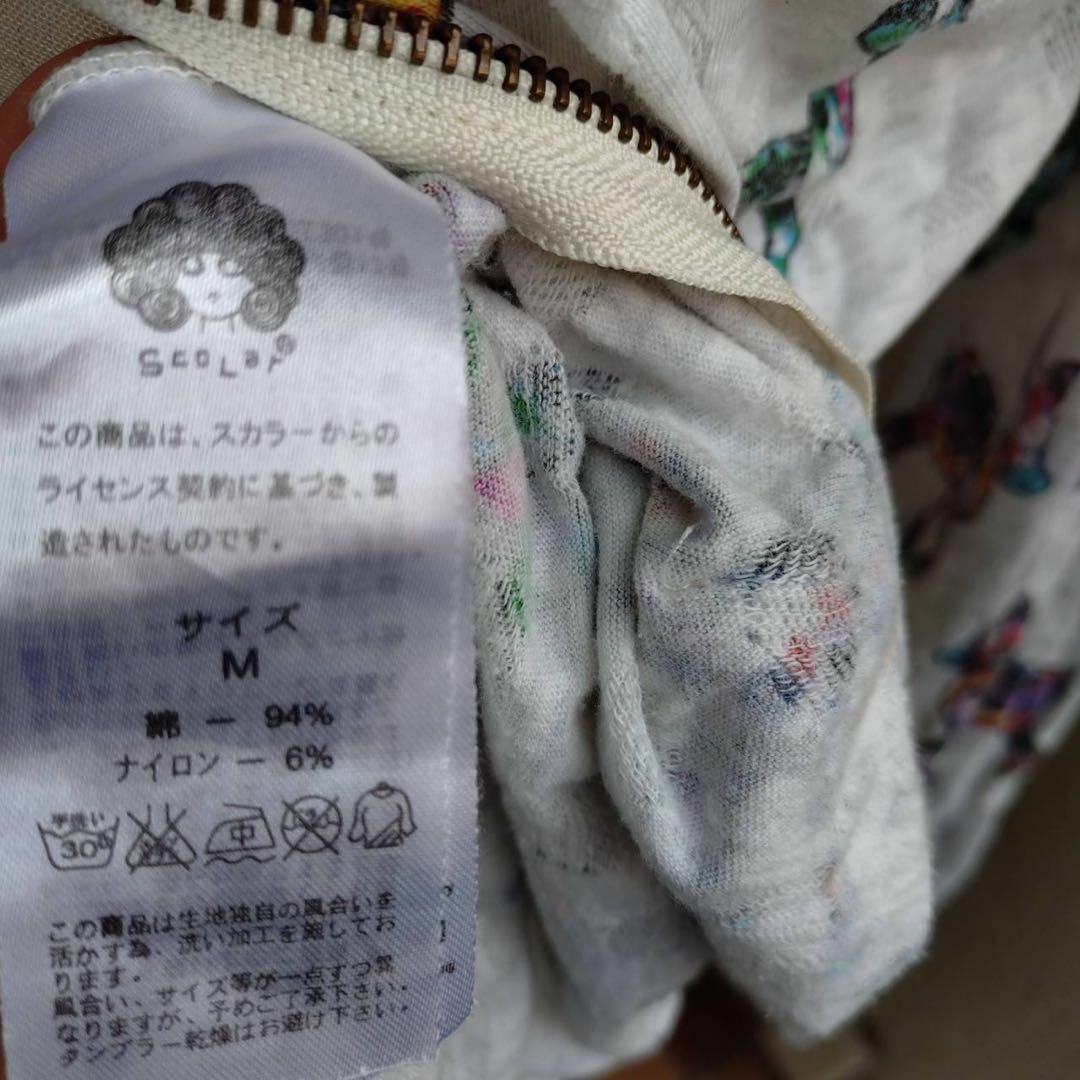 ScoLar®
この商品は、スカラーからの
ライセンス契約に基づき、製
造されたものです。
サイズ
M
綿 ー 94%
ナイロン ー 6%
手洗い
30
中
この商品は生地独自の風合いを
活かす為、洗い加工を施してお
ります。
風合い、サイズ等が一点ずつ異
なりますが、予めご了承下さい。
タンブラー乾燥はお避け下さい。